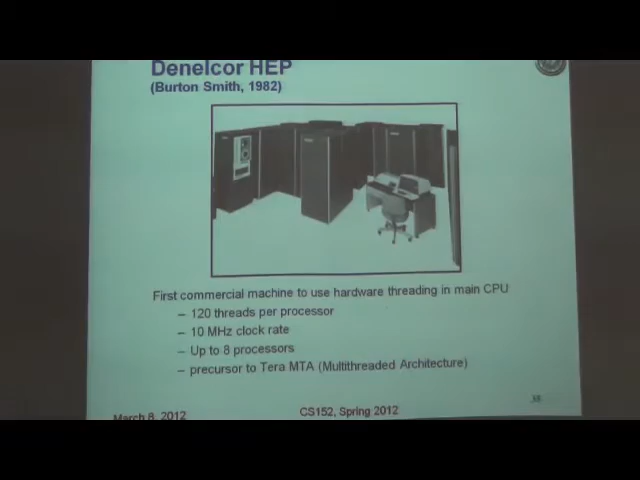 Denelcor HEP
(Burton Smith, 1982)
First commercial machine to use hardware threading in main CPU
– 120 threads per processor
– 10 MHz clock rate
– Up to 8 processors
– precursor to Tera MTA (Multithreaded Architecture)
March 8, 2012
CS152, Spring 2012
38